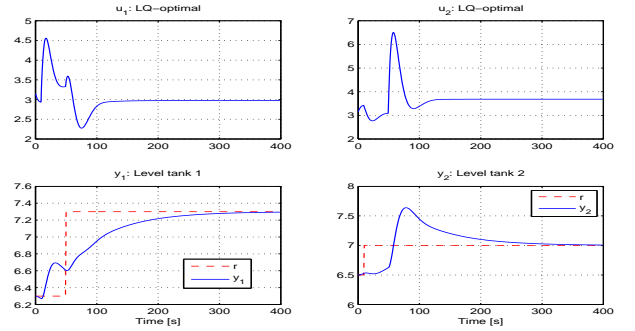 u1: LQ-optimal
5
4.5
4
3.5
3
2.5
2
0 100 200 300 400
u2: LQ-optimal
7
6
5
4
3
2
0 100 200 300 400
y1: Level tank 1
7.6
7.4
7.2
7
6.8
6.6
6.4
6.2
0 100 200 300 400
Time [s]
r
y1
y2: Level tank 2
8
7.5
7
6.5
6
0 100 200 300 400
Time [s]
r
y2